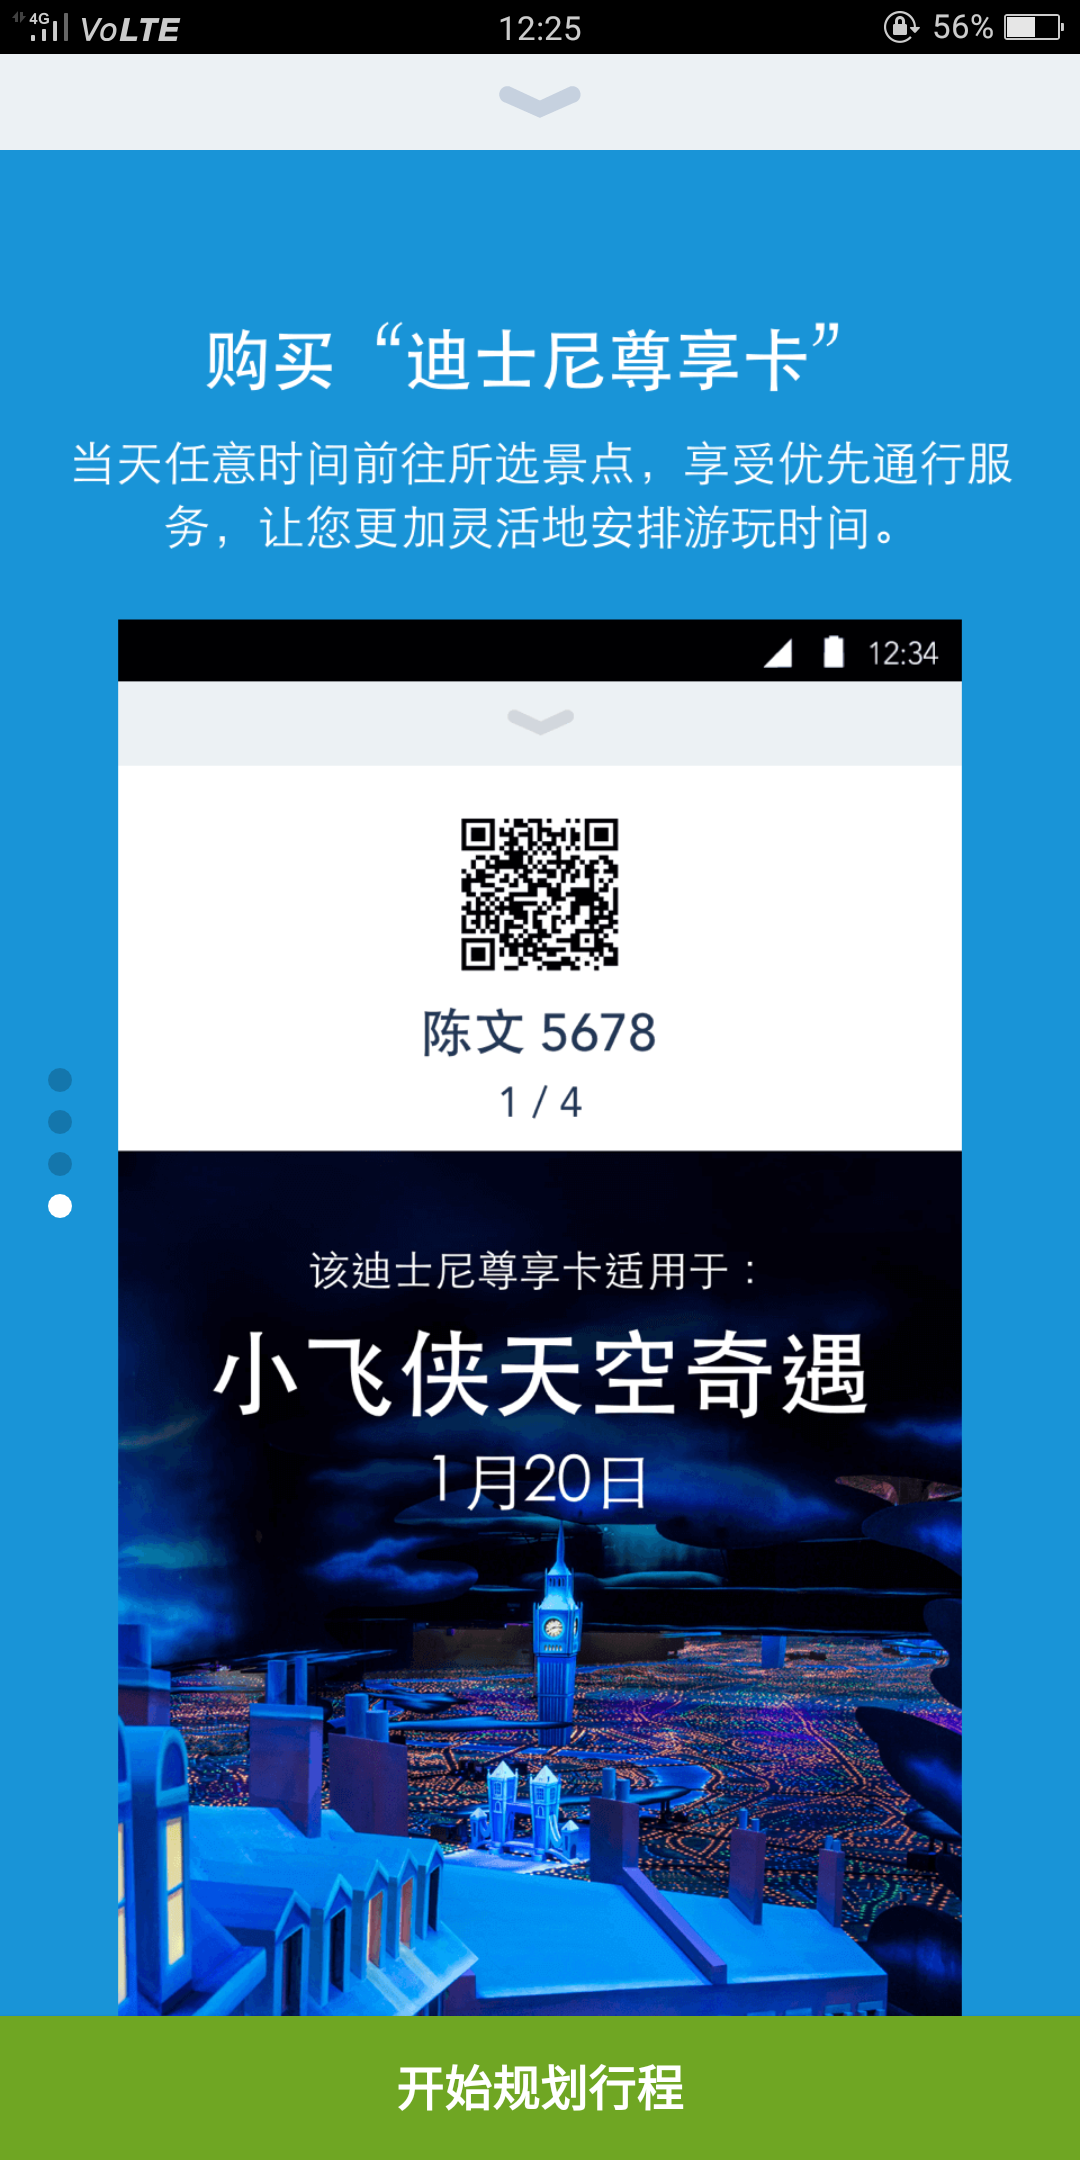 4G VoLTE 12:25 56%
购买“迪士尼尊享卡”
当天任意时间前往所选景点，享受优先通行服
务，让您更加灵活地安排游玩时间。
12:34
陈文 5678
1 / 4
该迪士尼尊享卡适用于：
小飞侠天空奇遇
1月20日
开始规划行程